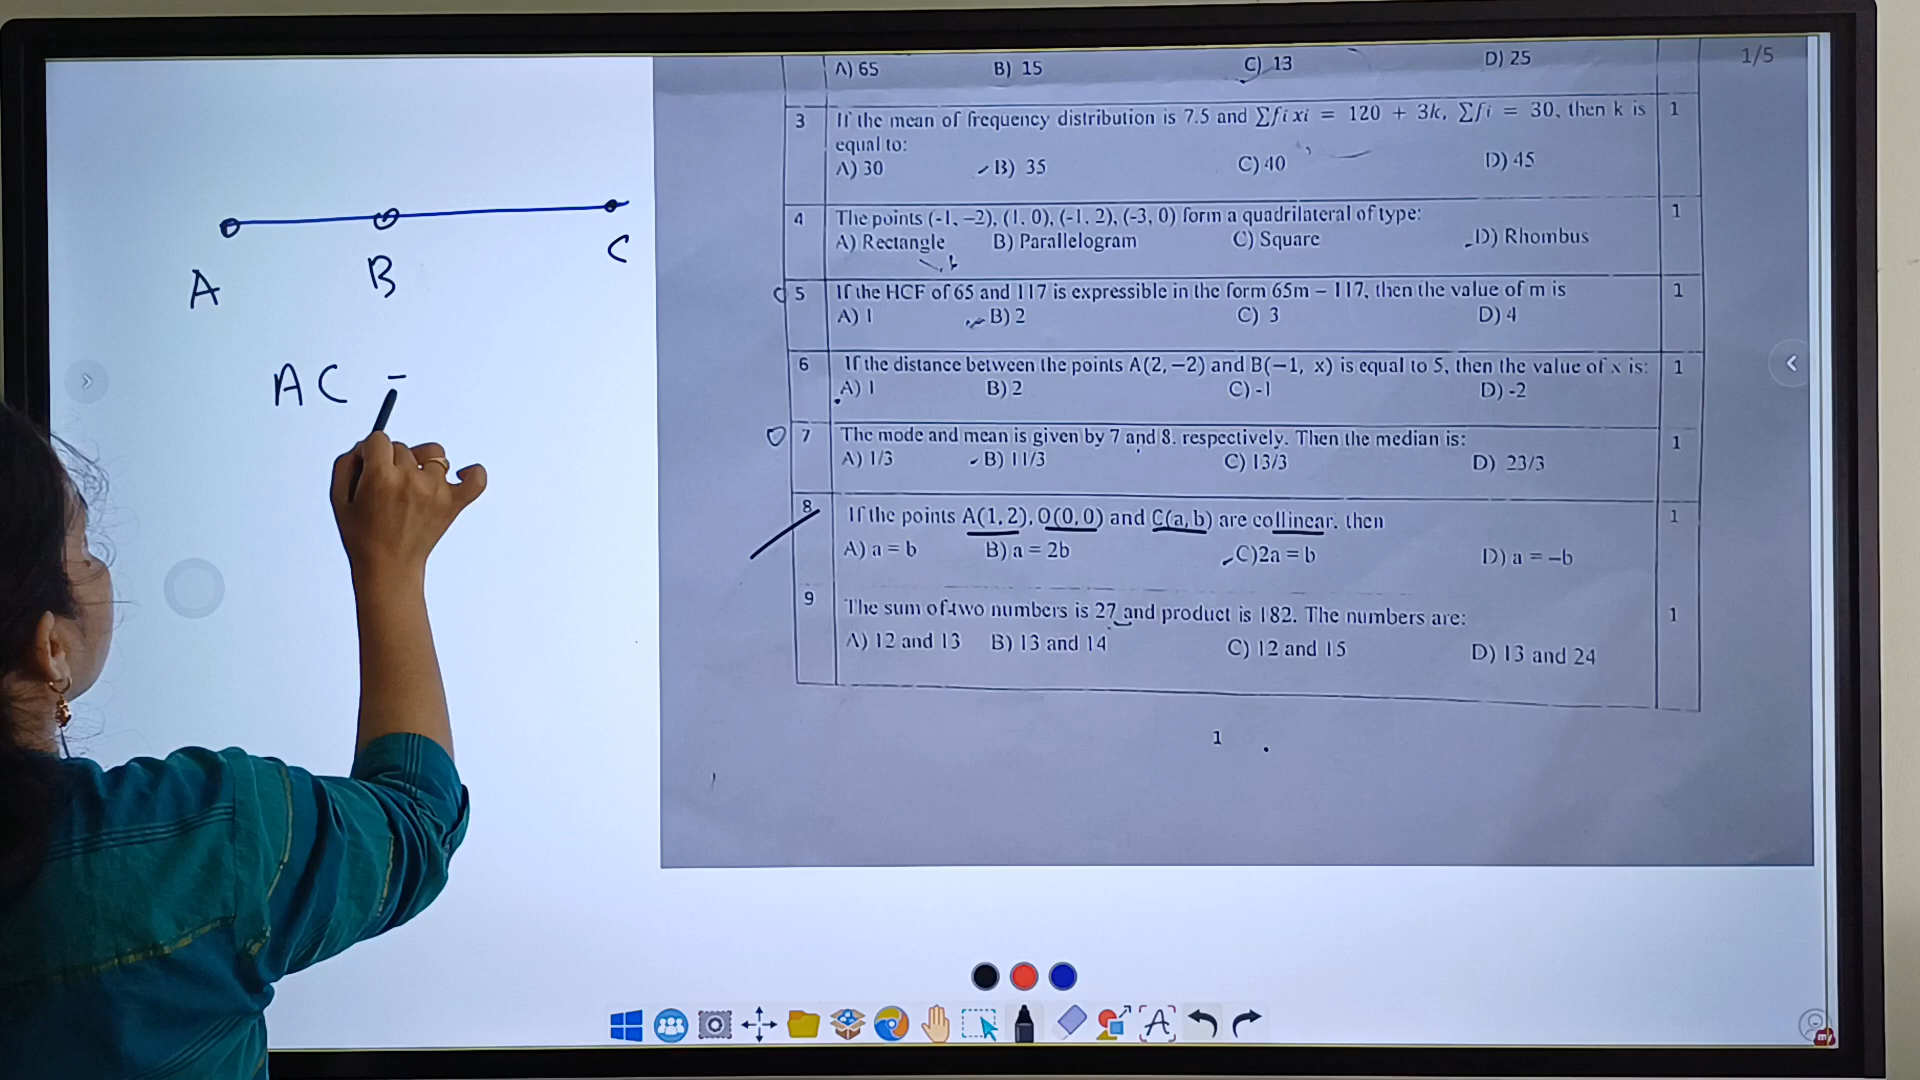 A) 65 B) 15 C) 13 D) 25
1/5
3 If the mean of frequency distribution is 7.5 and ∑fixi = 120 + 3k, ∑fi = 30, then k is 1
equal to:
A) 30 B) 35 C) 40 D) 45
4 The points (-1, −2), (1, 0), (-1, 2), (-3, 0) form a quadrilateral of type: 1
A) Rectangle B) Parallelogram C) Square D) Rhombus
5 If the HCF of 65 and 117 is expressible in the form 65m − 117, then the value of m is 1
A) 1 B) 2 C) 3 D) 4
6 If the distance between the points A(2, −2) and B(−1, x) is equal to 5, then the value of x is: 1
A) 1 B) 2 C) -1 D) -2
7 The mode and mean is given by 7 and 8. respectively. Then the median is: 1
A) 1/3 B) 11/3 C) 13/3 D) 23/3
8 If the points A(1, 2), O(0, 0) and C(a, b) are collinear. then 1
A) a = b B) a = 2b C)2a = b D) a = −b
9 The sum of two numbers is 27 and product is 182. The numbers are: 1
A) 12 and 13 B) 13 and 14 C) 12 and 15 D) 13 and 24
1
A B C
AC −
A